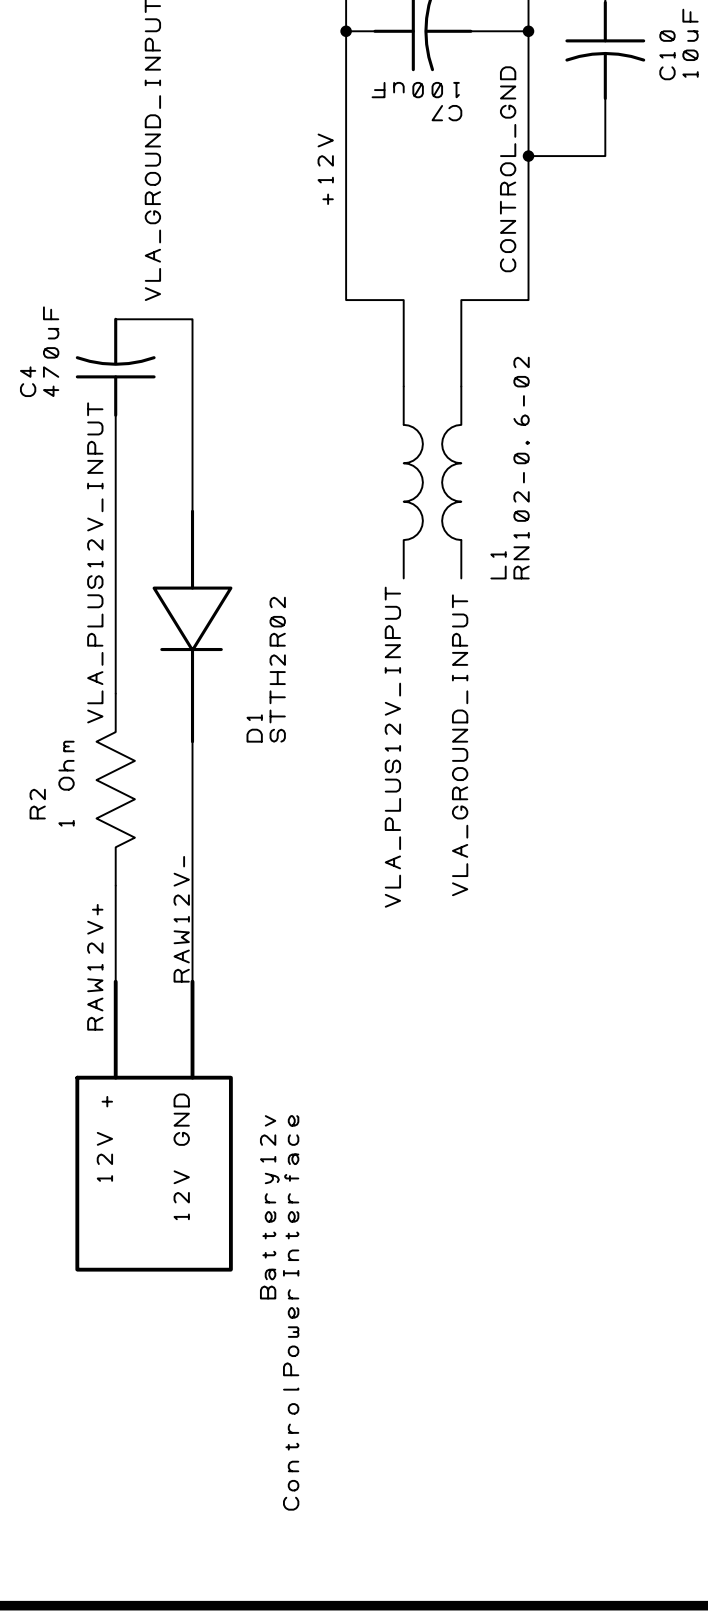 VLA_GROUND_INPUT
C4
470uF
VLA_PLUS12V_INPUT
R2
1 Ohm
RAW12V+
RAW12V-
D1
STTH2R02
12V +
12V GND
Battery12v
ControlPowerInterface
+12V
C7
100uF
CONTROL_GND
C10
10uF
L1
RN102-0.6-02
VLA_PLUS12V_INPUT
VLA_GROUND_INPUT